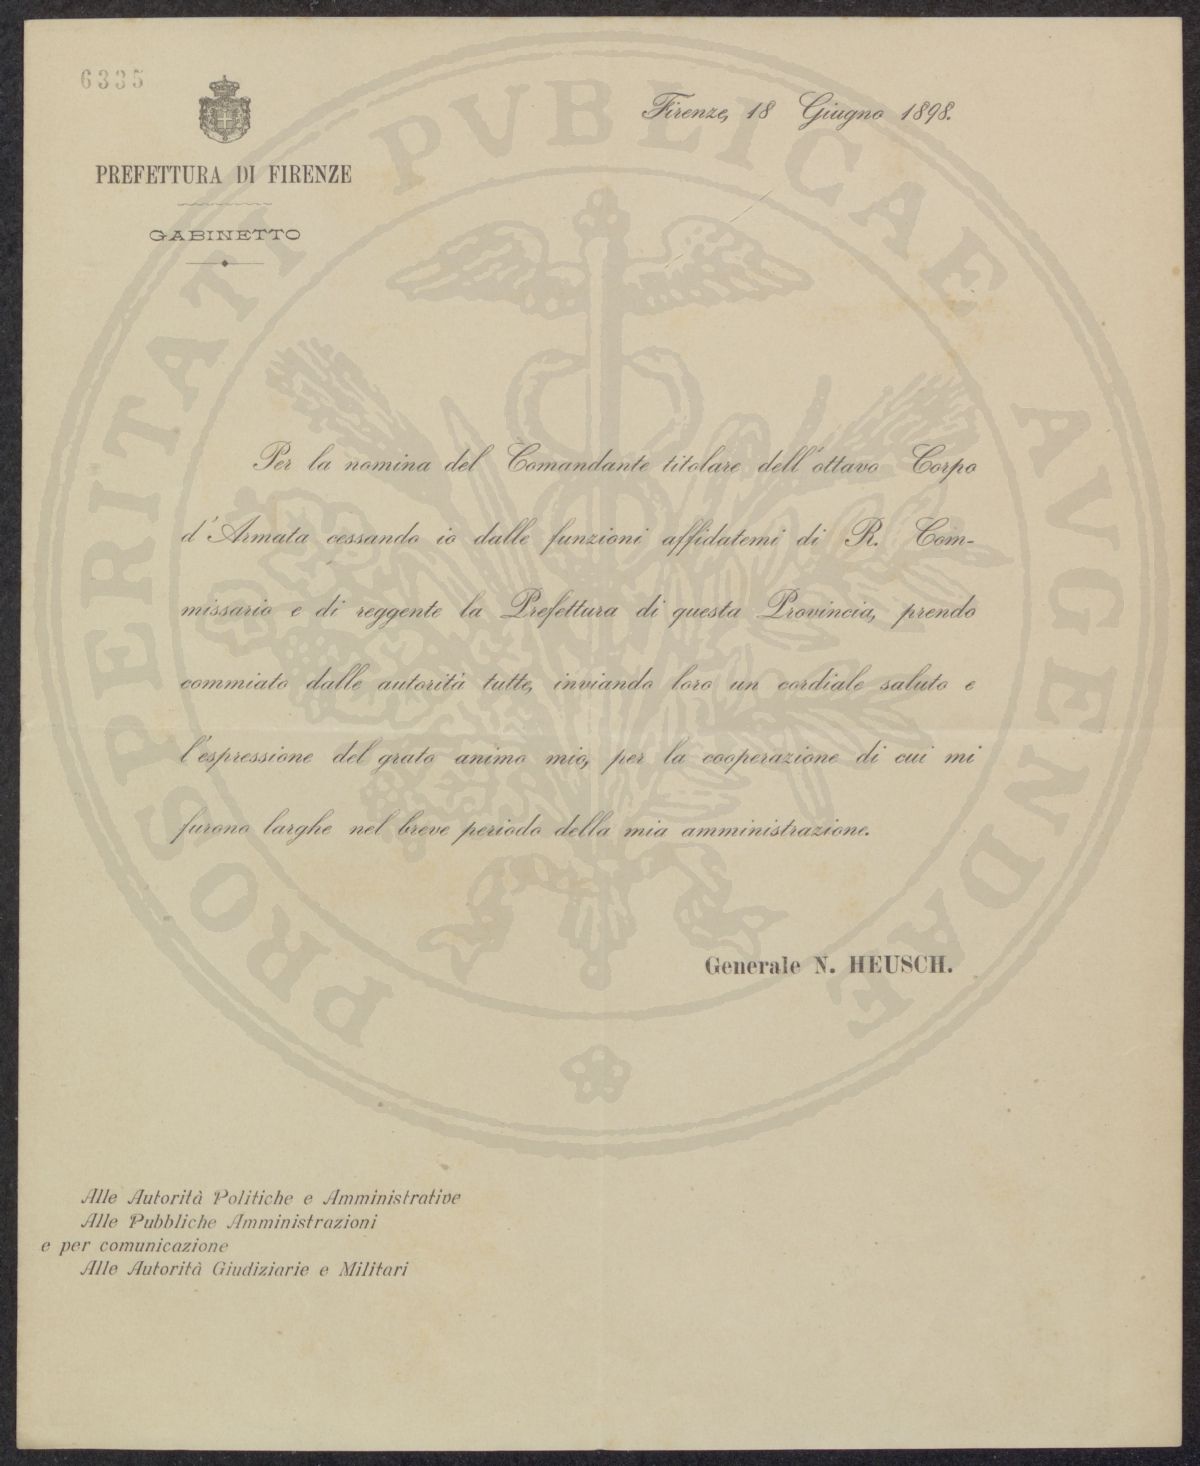 6335
Firenze, 18 Giugno 1898.
PREFETTURA DI FIRENZE
GABINETTO
Per la nomina del Comandante titolare dell'ottavo Corpo
d'Armata cessando io dalle funzioni affidatemi di R. Com-
missario e di reggente la Prefettura di questa Provincia, prendo
commiato dalle autorità tutte, inviando loro un cordiale saluto e
l'espressione del grato animo mio, per la cooperazione di cui mi
furono larghe nel breve periodo della mia amministrazione.
Generale N. HEUSCH.
Alle Autorità Politiche e Amministrative
Alle Pubbliche Amministrazioni
e per comunicazione
Alle Autorità Giudiziarie e Militari
PROSPERITATI PVBLICAE AVGENDAE